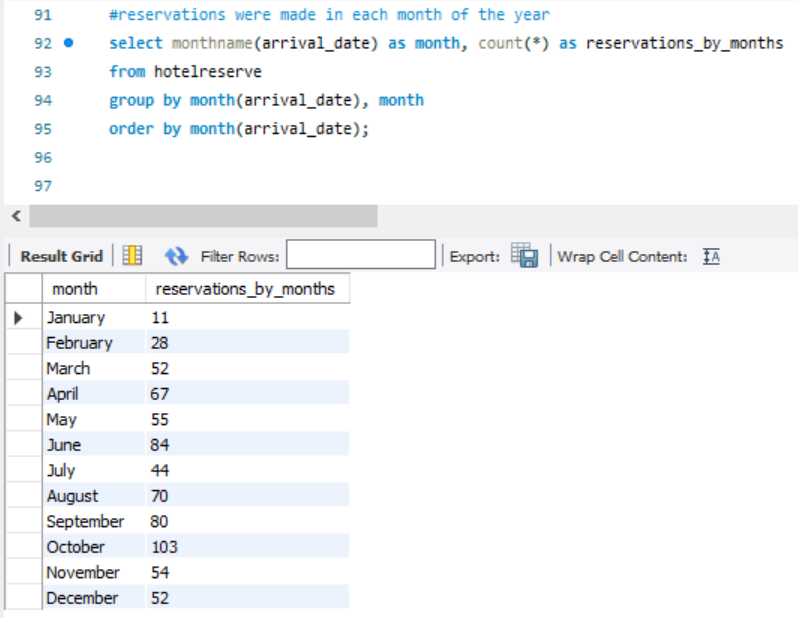 91 #reservations were made in each month of the year
92 select monthname(arrival_date) as month, count(*) as reservations_by_months
93 from hotelreserve
94 group by month(arrival_date), month
95 order by month(arrival_date);
96
97
Result Grid Filter Rows: Export: Wrap Cell Content: IA
month reservations_by_months
January 11
February 28
March 52
April 67
May 55
June 84
July 44
August 70
September 80
October 103
November 54
December 52